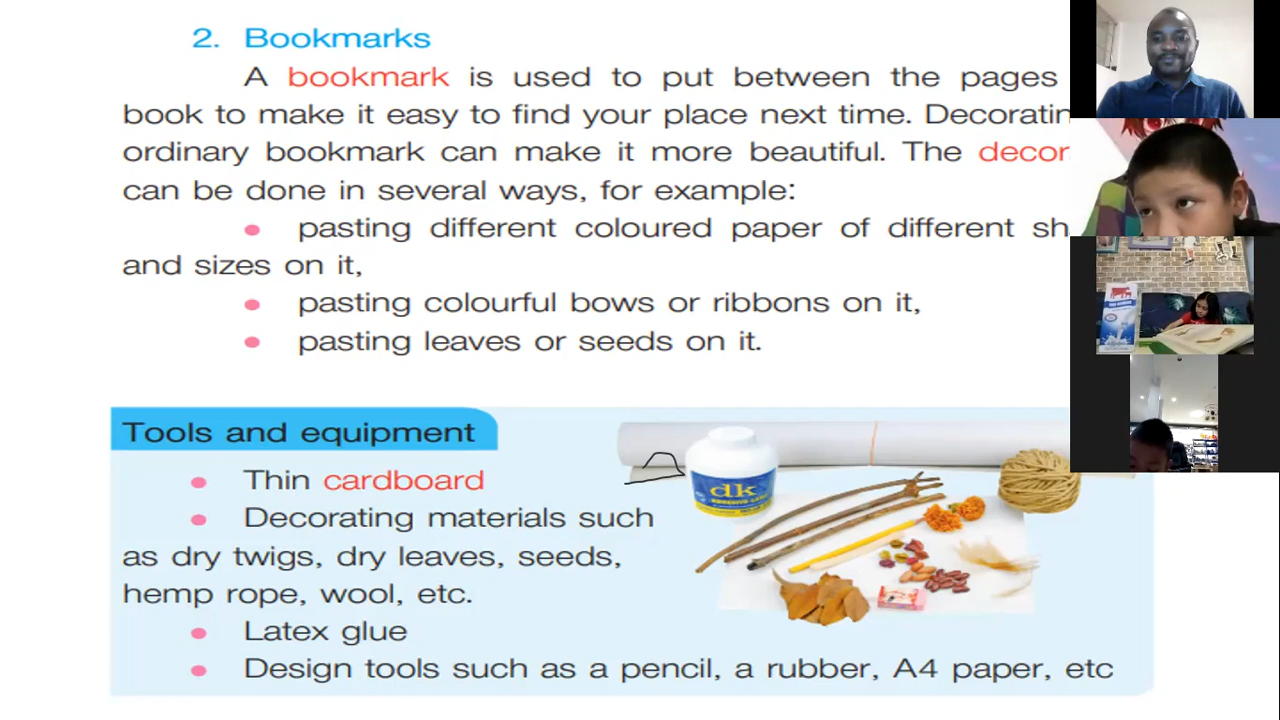 2. Bookmarks
A bookmark is used to put between the pages
book to make it easy to find your place next time. Decoratin
ordinary bookmark can make it more beautiful. The decor
can be done in several ways, for example:
• pasting different coloured paper of different sh
and sizes on it,
• pasting colourful bows or ribbons on it,
• pasting leaves or seeds on it.
Tools and equipment
• Thin cardboard
• Decorating materials such
as dry twigs, dry leaves, seeds,
hemp rope, wool, etc.
• Latex glue
• Design tools such as a pencil, a rubber, A4 paper, etc
dk